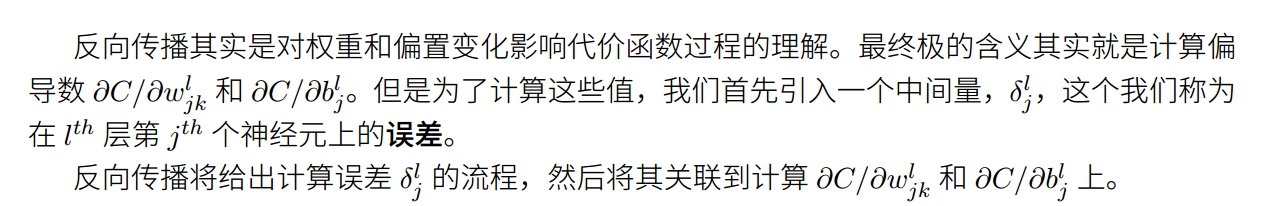 反向传播其实是对权重和偏置变化影响代价函数过程的理解。最终极的含义其实就是计算偏
导数 ∂C/∂w^l_{jk} 和 ∂C/∂b^l_j。但是为了计算这些值，我们首先引入一个中间量，δ^l_j，这个我们称为
在 l^{th} 层第 j^{th} 个神经元上的误差。
反向传播将给出计算误差 δ^l_j 的流程，然后将其关联到计算 ∂C/∂w^l_{jk} 和 ∂C/∂b^l_j 上。